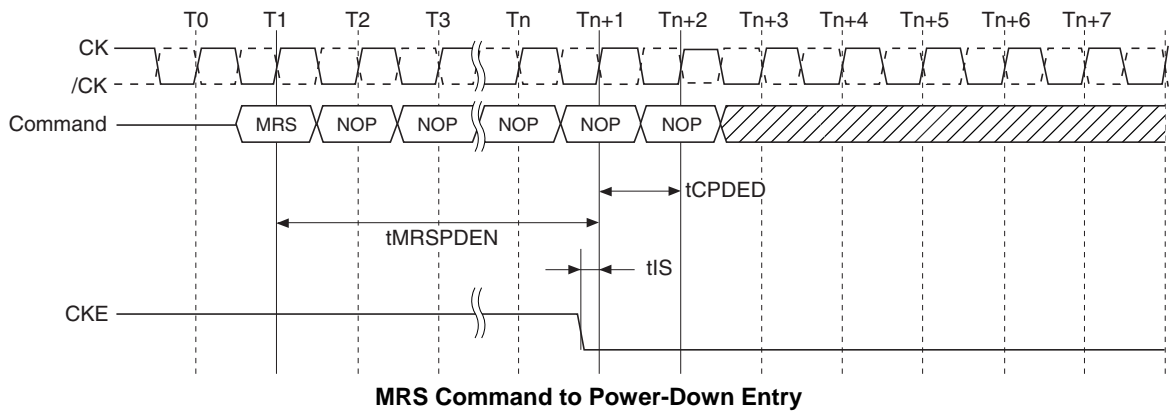 T0 T1 T2 T3 Tn Tn+1 Tn+2 Tn+3 Tn+4 Tn+5 Tn+6 Tn+7
CK
/CK
Command MRS NOP NOP NOP NOP NOP
tCPDED
tMRSPDEN
tIS
CKE
MRS Command to Power-Down Entry